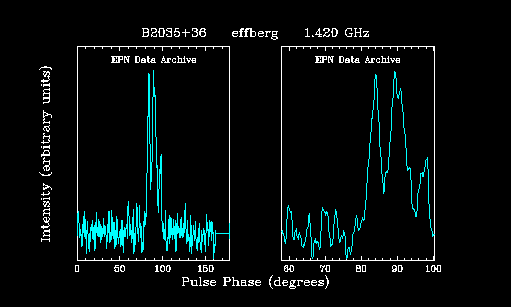 B2035+36 effberg 1.420 GHz
EPN Data Archive EPN Data Archive
Intensity (arbitrary units)
0 50 100 150 60 70 80 90 100
Pulse Phase (degrees)